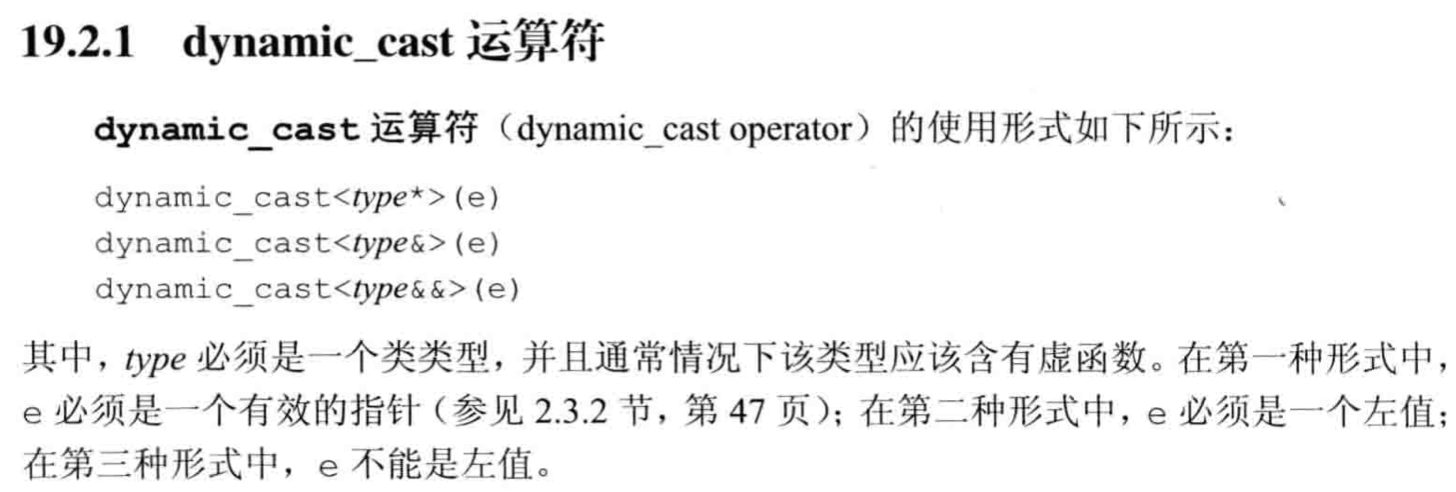 19.2.1 dynamic_cast 运算符
dynamic_cast 运算符（dynamic_cast operator）的使用形式如下所示：
dynamic_cast<type*>(e)
dynamic_cast<type&>(e)
dynamic_cast<type&&>(e)
其中，type 必须是一个类类型，并且通常情况下该类型应该含有虚函数。在第一种形式中，
e 必须是一个有效的指针（参见 2.3.2 节，第 47 页）；在第二种形式中，e 必须是一个左值；
在第三种形式中，e 不能是左值。